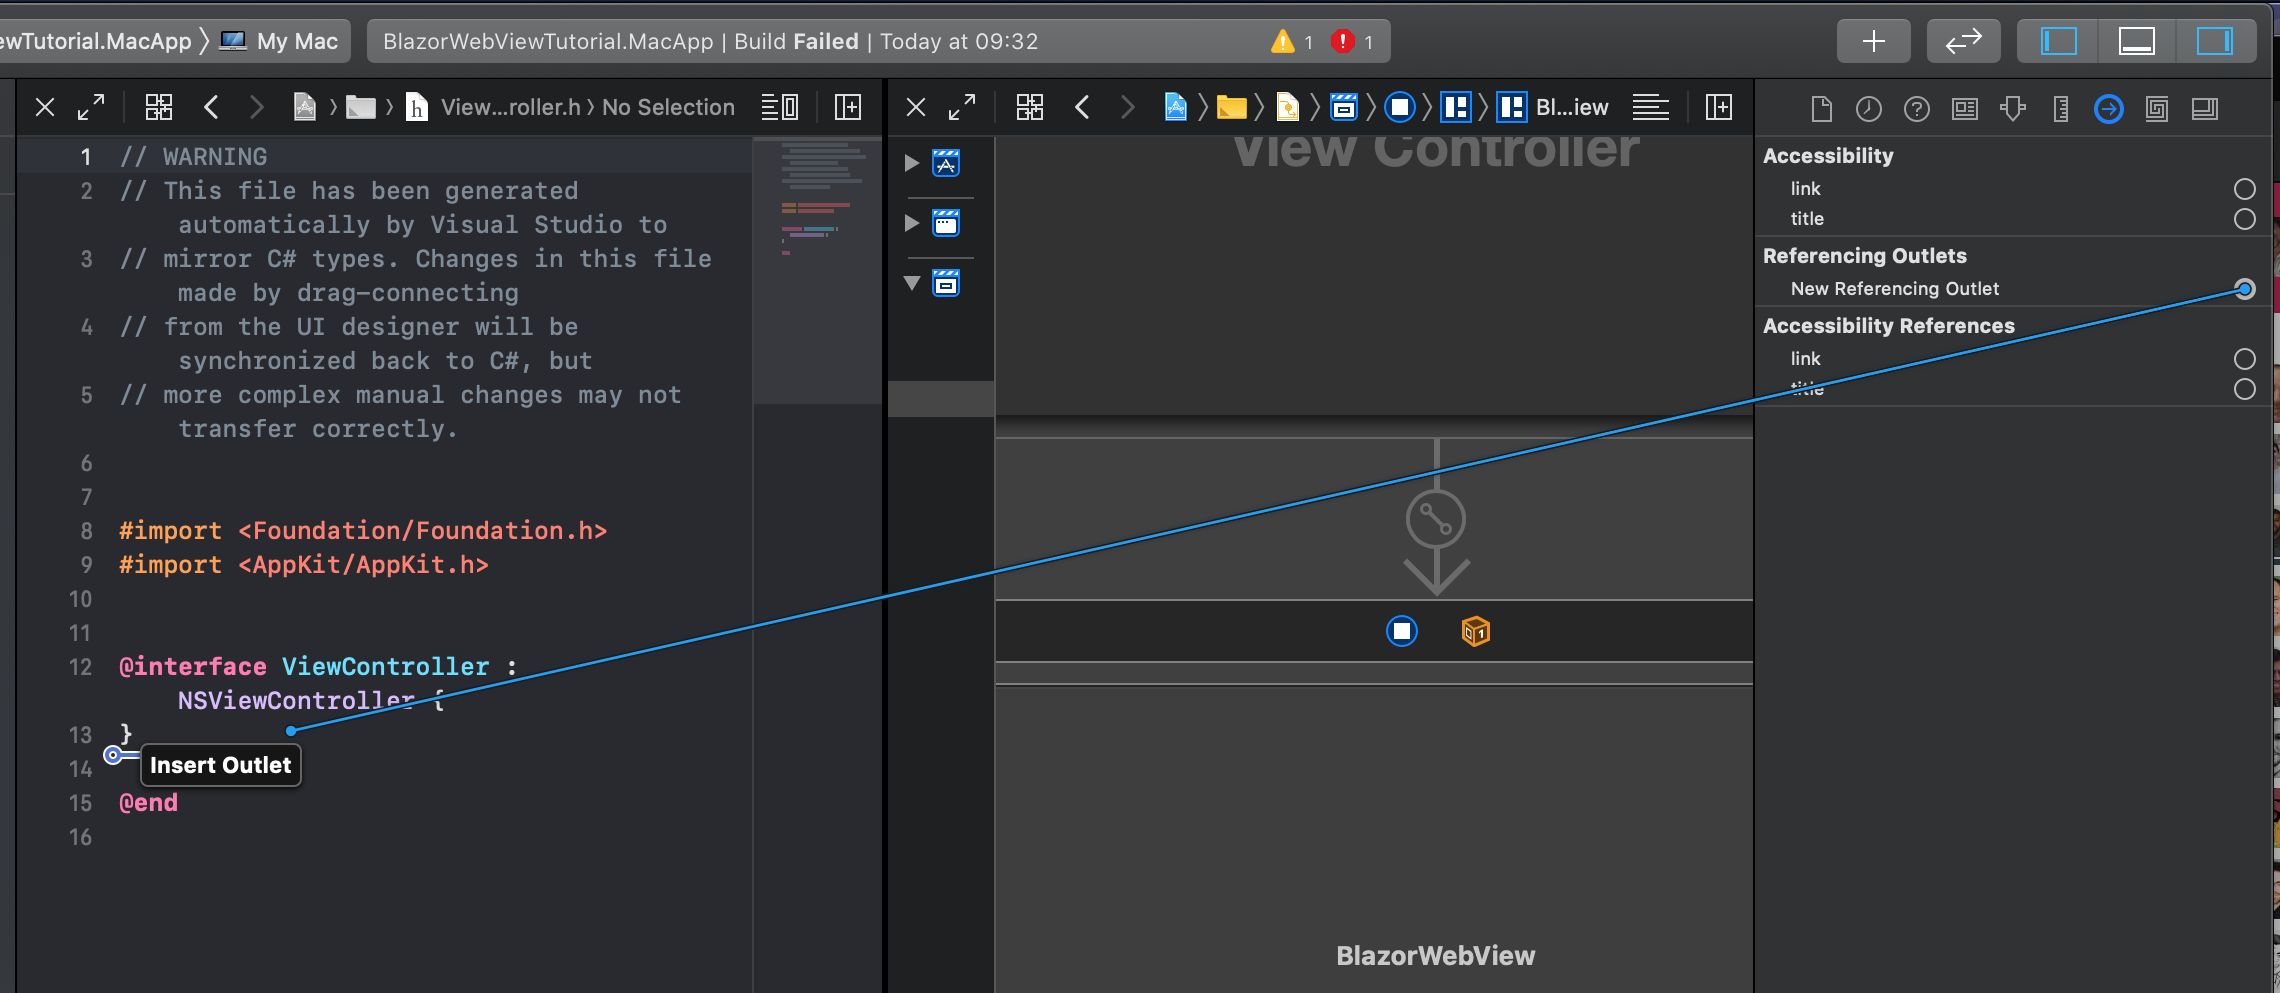 ewTutorial.MacApp 〉 My Mac
BlazorWebViewTutorial.MacApp | Build Failed | Today at 09:32
1
1
View...roller.h 〉 No Selection
Bl...iew
1 // WARNING
2 // This file has been generated
automatically by Visual Studio to
3 // mirror C# types. Changes in this file
made by drag-connecting
4 // from the UI designer will be
synchronized back to C#, but
5 // more complex manual changes may not
transfer correctly.
6
7
8 #import <Foundation/Foundation.h>
9 #import <AppKit/AppKit.h>
10
11
12 @interface ViewController :
NSViewController {
13 }
14
Insert Outlet
15 @end
16
View Controller
1
BlazorWebView
Accessibility
link
title
Referencing Outlets
New Referencing Outlet
Accessibility References
link
title